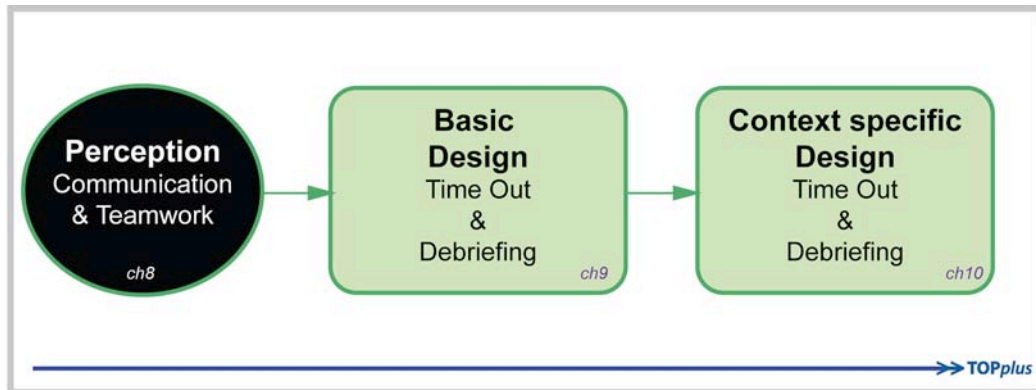 Perception
Communication
& Teamwork
ch8
Basic
Design
Time Out
&
Debriefing
ch9
Context specific
Design
Time Out
&
Debriefing
ch10
TOPplus